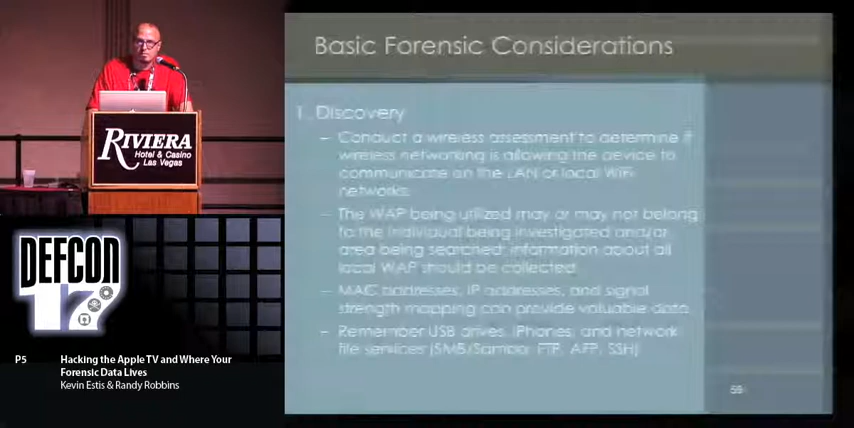 Basic Forensic Considerations
1. Discovery
– Conduct a wireless assessment to determine if
wireless networking is allowing the device to
communicate on the LAN or local WiFi
networks.
– The WAP being utilized may or may not belong
to the individual being investigated and/or
area being searched; information about all
local WAP should be collected.
– MAC addresses, IP addresses, and signal
strength mapping can provide valuable data.
– Remember USB drives, iPhones, and network
file services (SMB/Samba, FTP, AFP, SSH)
59
RIVIERA
Hotel & Casino
Las Vegas
DEFCON
17
P5 Hacking the Apple TV and Where Your
Forensic Data Lives
Kevin Estis & Randy Robbins